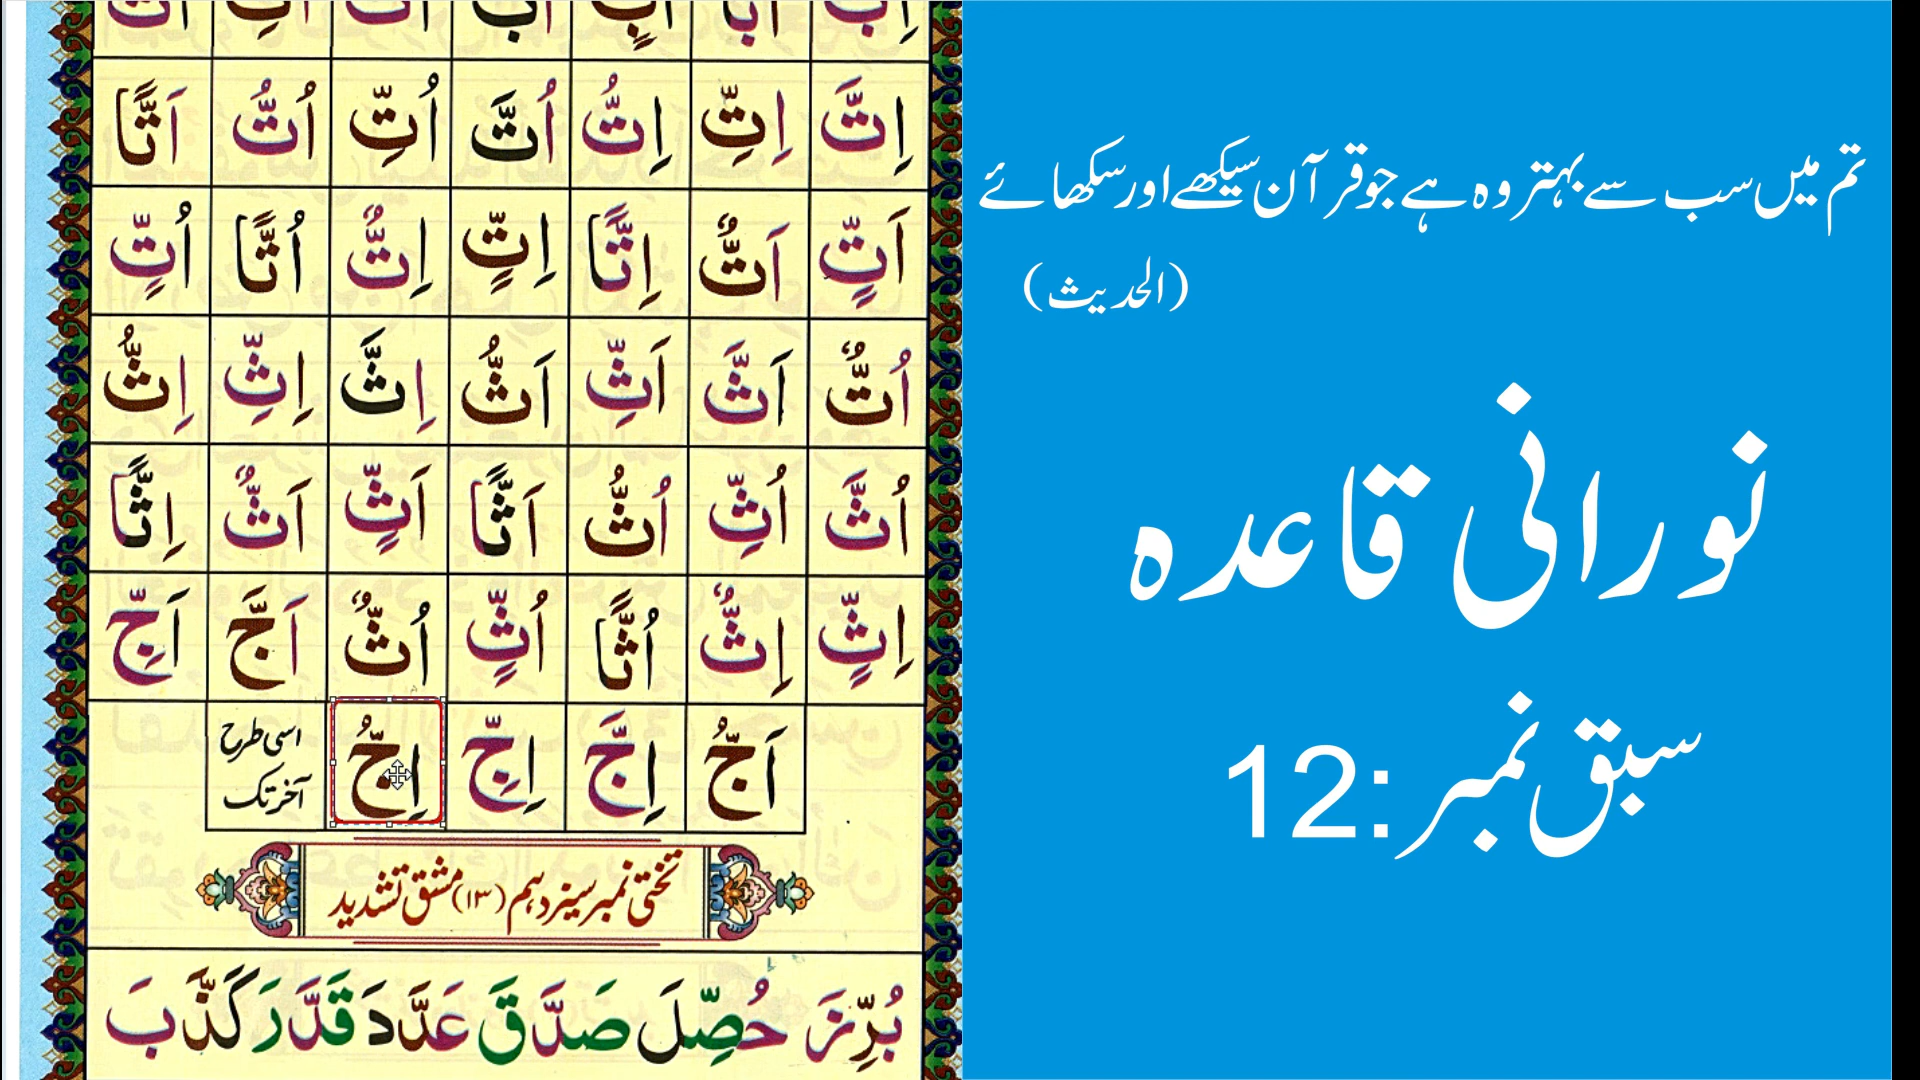 اِتَّ اِتِّ اِتُّ اُتَّ اُتِّ اُتُّ اَتًّا
اَتٍّ اَتٌّ اِتًّا اِتٍّ اِتٌّ اُتًّا اُتٍّ
اُتٌّ اَثَّ اَثِّ اَثُّ اِثَّ اِثِّ اِثُّ
اُثَّ اُثِّ اُثُّ اَثًّا اَثٍّ اَثٌّ اِثًّا
اِثٍّ اِثٌّ اُثًّا اُثٍّ اُثٌّ اَجَّ اَجِّ
اَجُّ اِجَّ اِجِّ اِجُّ اسی طرح
آخر تک
تختی نمبر سیزدہم (۱۳) مشق تشدید
بُرِّزَ حُصِّلَ صَدَّقَ عَدَّدَ قَدَّرَ كَذَّبَ
تم میں سب سے بہتر وہ ہے جو قرآن سیکھے اور سکھائے
(الحدیث)
نورانی قاعدہ
سبق نمبر :12